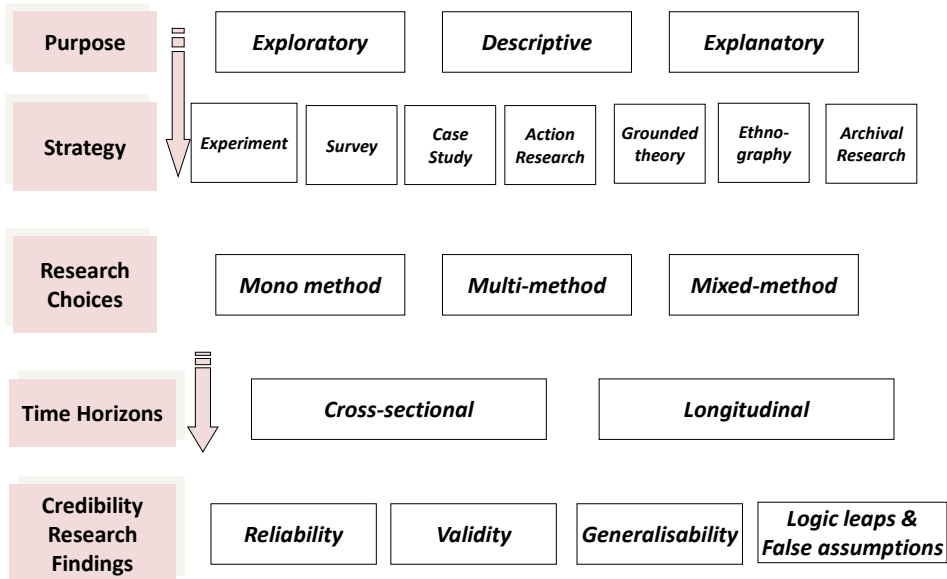 Purpose
Exploratory
Descriptive
Explanatory
Strategy
Experiment
Survey
Case
Study
Action
Research
Grounded
theory
Ethno-
graphy
Archival
Research
Research
Choices
Mono method
Multi-method
Mixed-method
Time Horizons
Cross-sectional
Longitudinal
Credibility
Research
Findings
Reliability
Validity
Generalisability
Logic leaps &
False assumptions